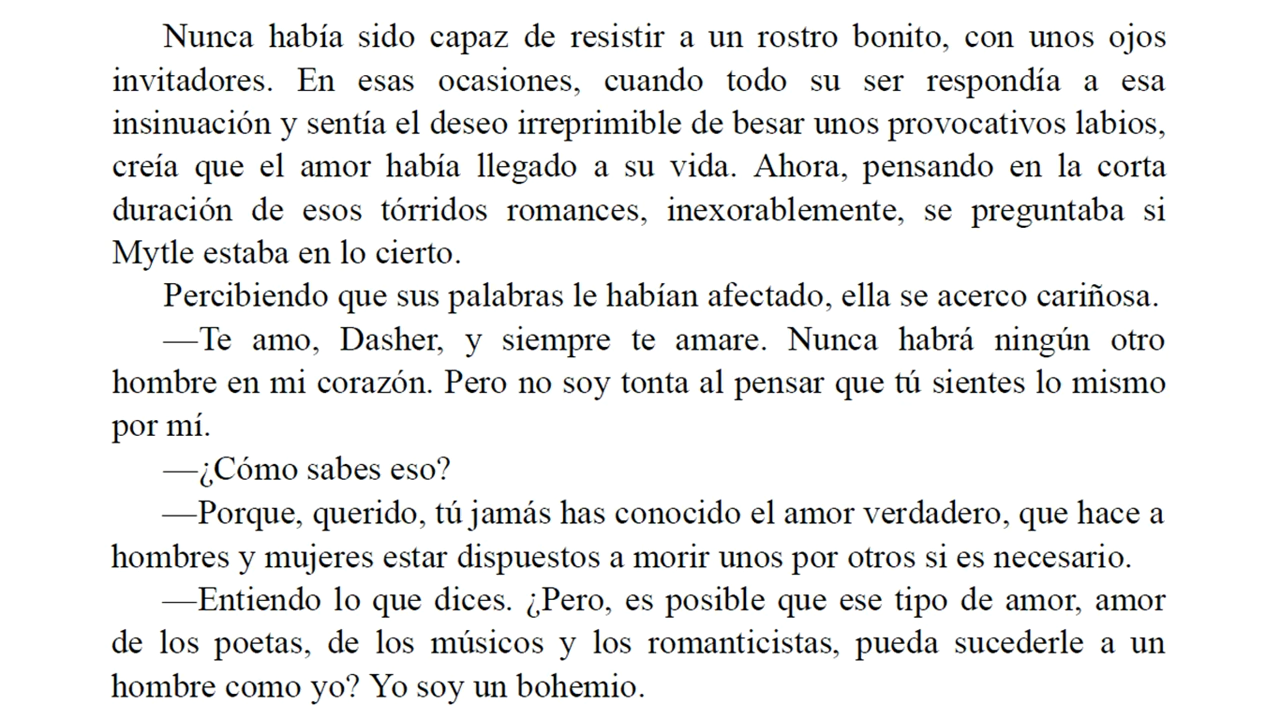 Nunca había sido capaz de resistir a un rostro bonito, con unos ojos
invitadores. En esas ocasiones, cuando todo su ser respondía a esa
insinuación y sentía el deseo irreprimible de besar unos provocativos labios,
creía que el amor había llegado a su vida. Ahora, pensando en la corta
duración de esos tórridos romances, inexorablemente, se preguntaba si
Mytle estaba en lo cierto.
Percibiendo que sus palabras le habían afectado, ella se acerco cariñosa.
—Te amo, Dasher, y siempre te amare. Nunca habrá ningún otro
hombre en mi corazón. Pero no soy tonta al pensar que tú sientes lo mismo
por mí.
—¿Cómo sabes eso?
—Porque, querido, tú jamás has conocido el amor verdadero, que hace a
hombres y mujeres estar dispuestos a morir unos por otros si es necesario.
—Entiendo lo que dices. ¿Pero, es posible que ese tipo de amor, amor
de los poetas, de los músicos y los romanticistas, pueda sucederle a un
hombre como yo? Yo soy un bohemio.